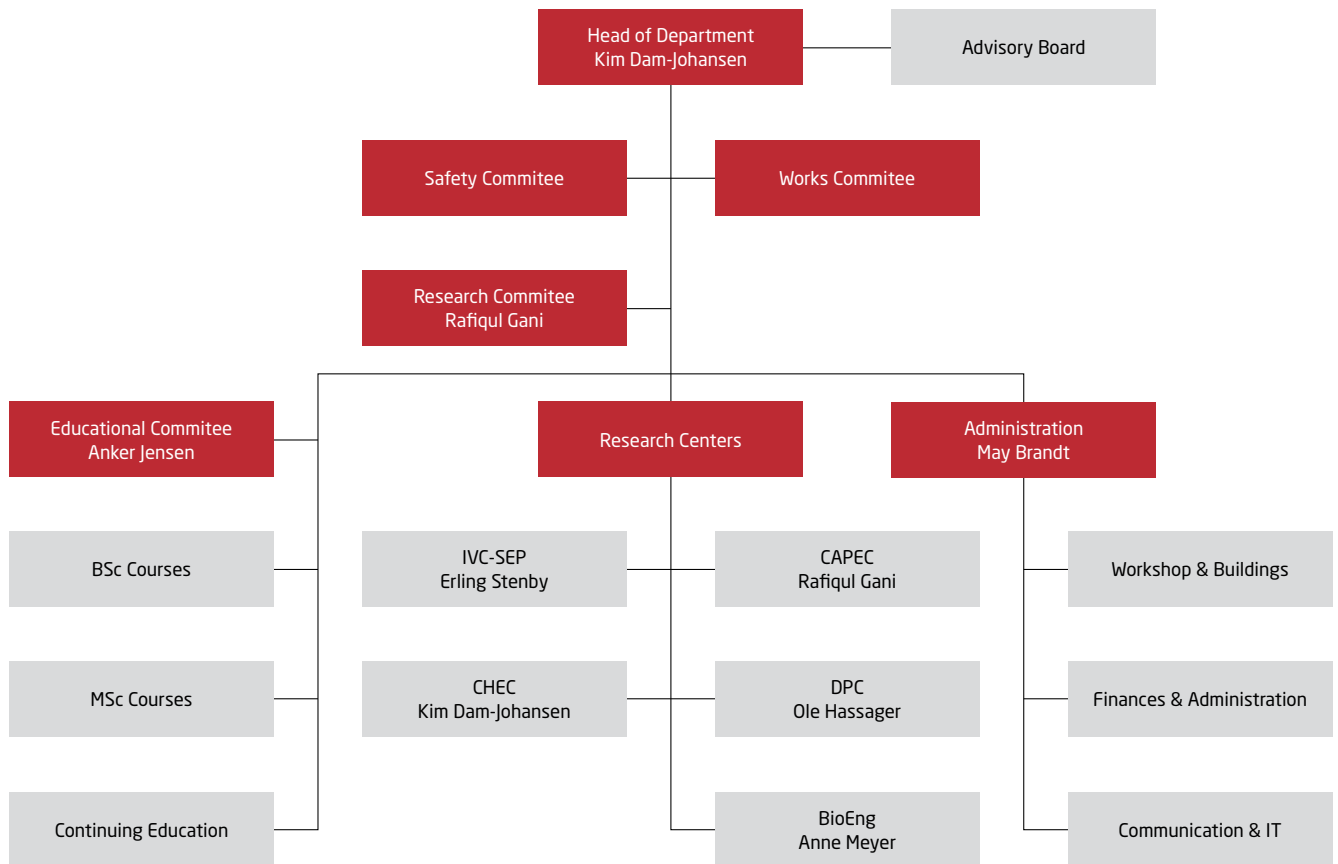 Head of Department
Kim Dam-Johansen
Advisory Board
Safety Commitee
Works Commitee
Research Commitee
Rafiqul Gani
Educational Commitee
Anker Jensen
Research Centers
Administration
May Brandt
BSc Courses
IVC-SEP
Erling Stenby
CAPEC
Rafiqul Gani
Workshop & Buildings
MSc Courses
CHEC
Kim Dam-Johansen
DPC
Ole Hassager
Finances & Administration
Continuing Education
BioEng
Anne Meyer
Communication & IT